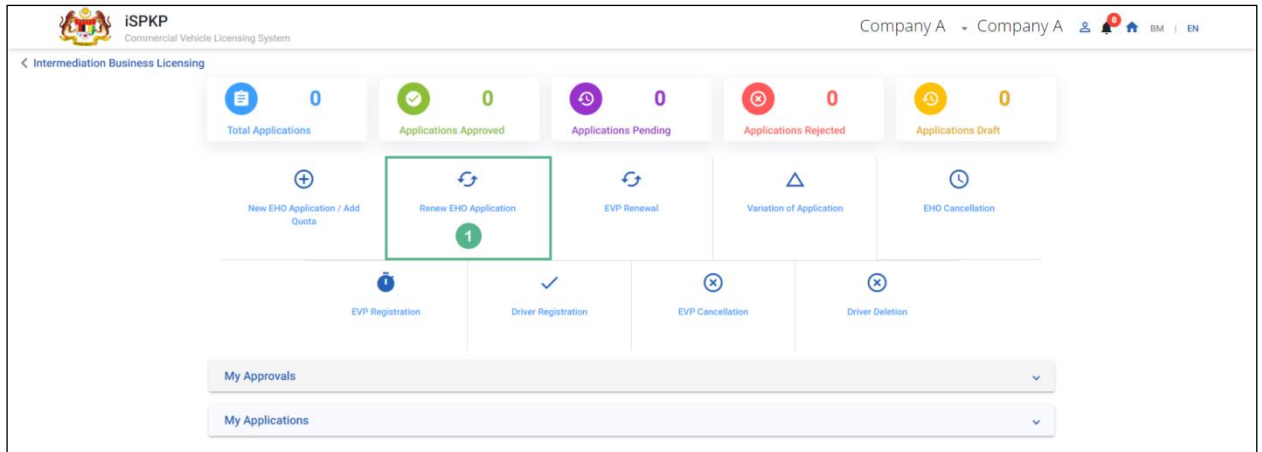 iSPKP
Commercial Vehicle Licensing System
Company A Company A 0 BM | EN
Intermediation Business Licensing
0 0 0 0 0
Total Applications Applications Approved Applications Pending Applications Rejected Applications Draft
New EHO Application / Add Renew EHO Application EVP Renewal Variation of Application EHO Cancellation
Quota
1
EVP Registration Driver Registration EVP Cancellation Driver Deletion
My Approvals
My Applications